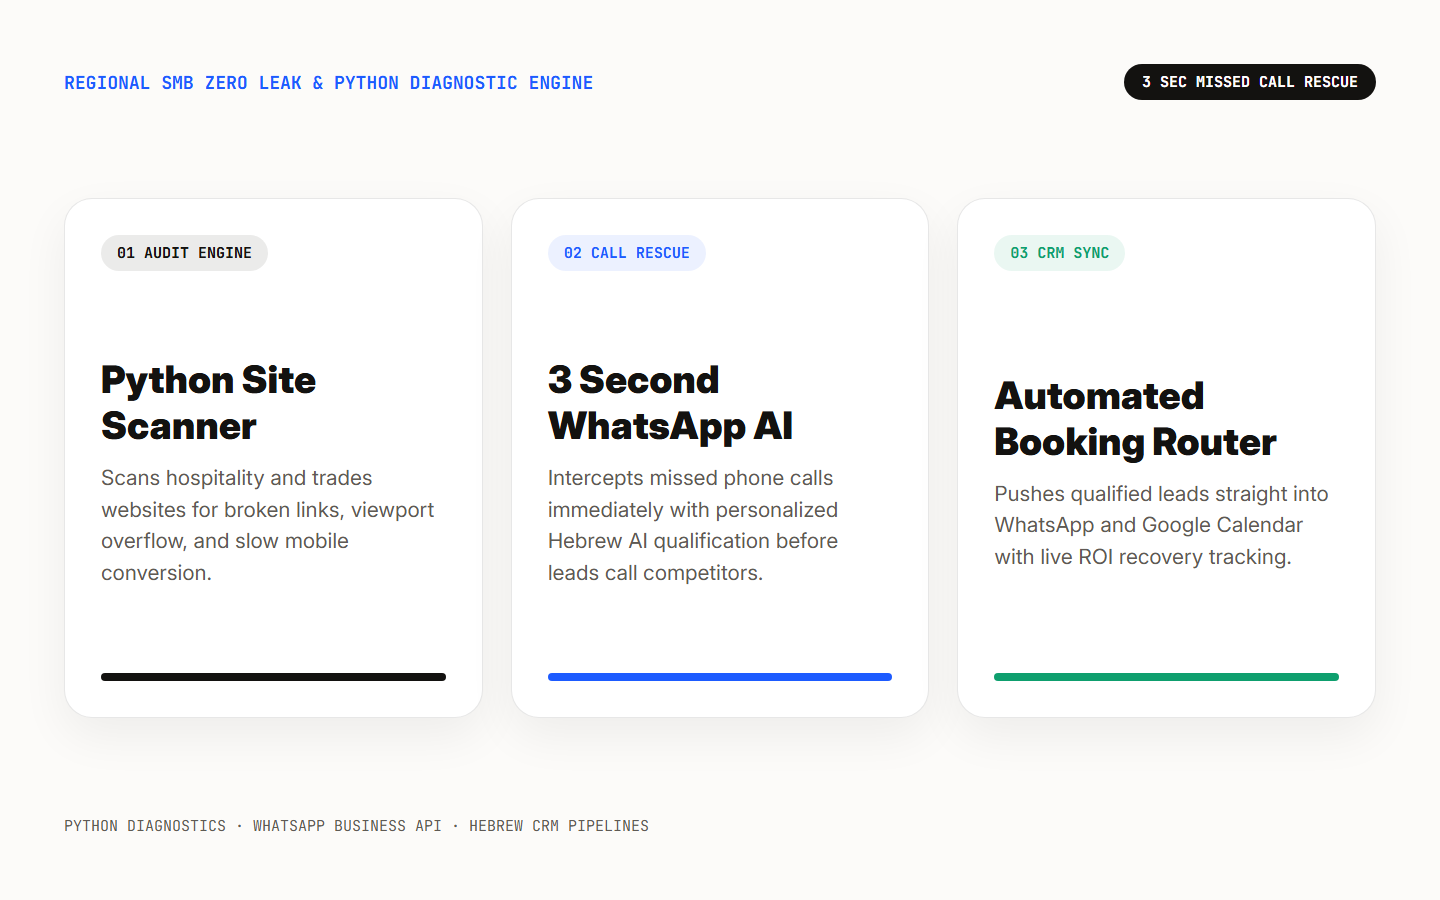 REGIONAL SMB ZERO LEAK & PYTHON DIAGNOSTIC ENGINE
3 SEC MISSED CALL RESCUE
01 AUDIT ENGINE
Python Site
Scanner
Scans hospitality and trades
websites for broken links, viewport
overflow, and slow mobile
conversion.
02 CALL RESCUE
3 Second
WhatsApp AI
Intercepts missed phone calls
immediately with personalized
Hebrew AI qualification before
leads call competitors.
03 CRM SYNC
Automated
Booking Router
Pushes qualified leads straight into
WhatsApp and Google Calendar
with live ROI recovery tracking.
PYTHON DIAGNOSTICS · WHATSAPP BUSINESS API · HEBREW CRM PIPELINES